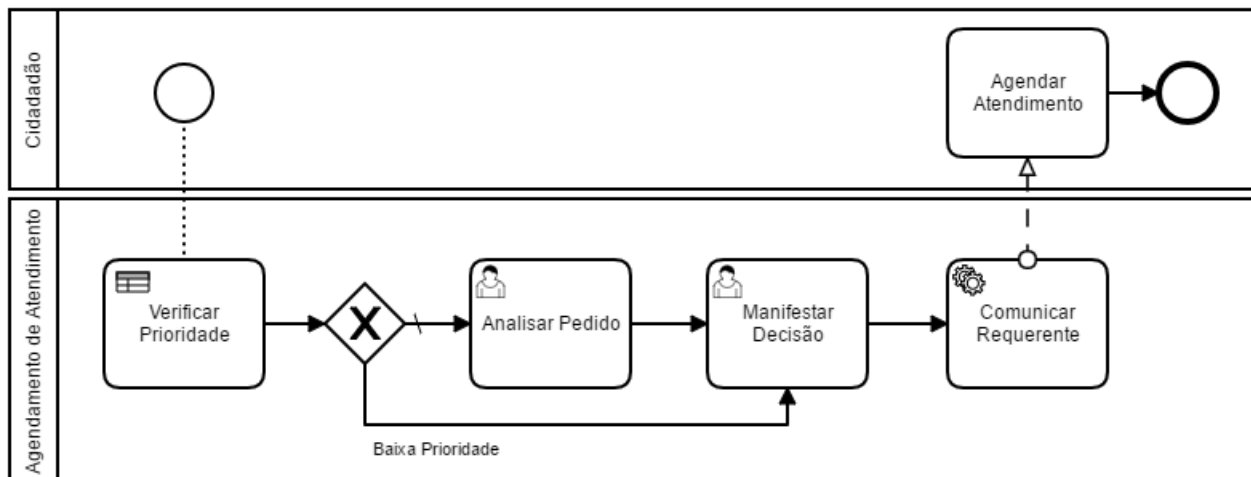 Cidadadão
Agendar
Atendimento
Agendamento de Atendimento
Verificar
Prioridade
X
Analisar Pedido
Manifestar
Decisão
Comunicar
Requerente
Baixa Prioridade